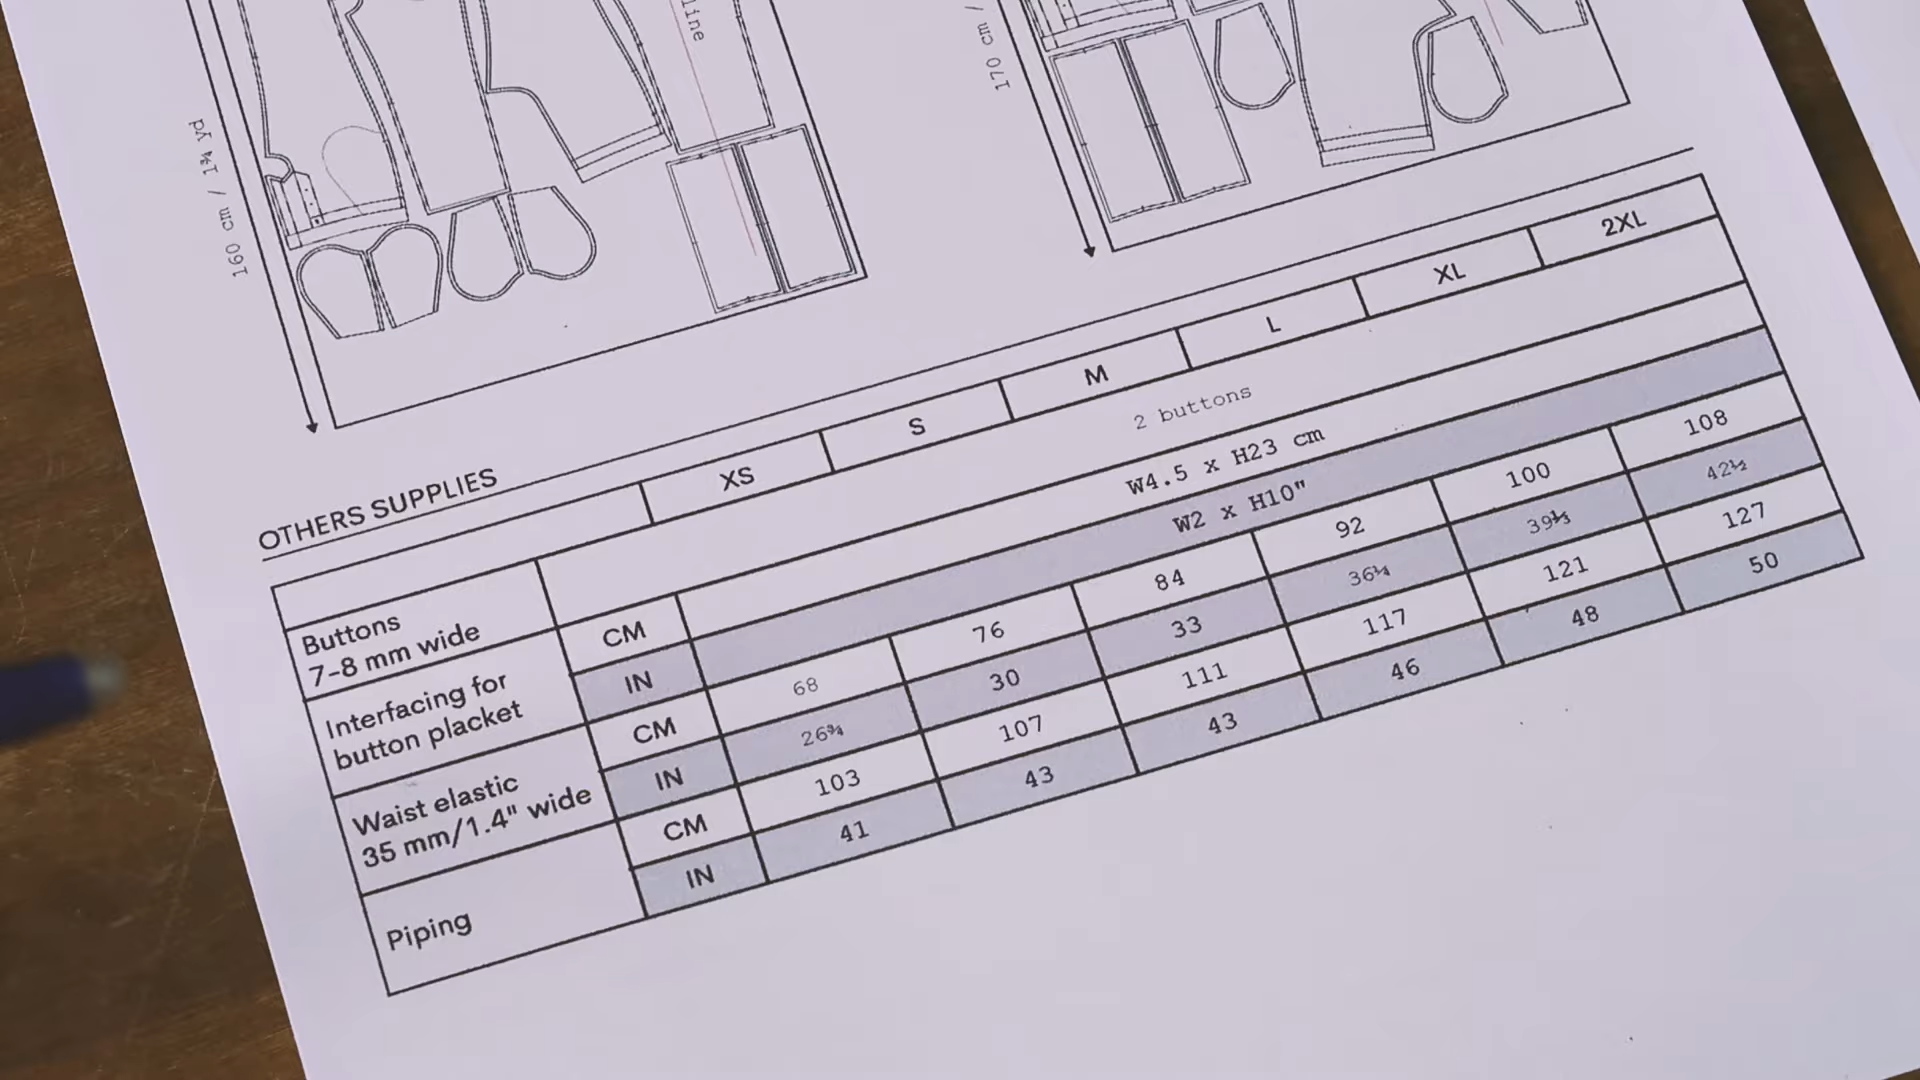 line
160 cm / 1¾ yd
170 cm /
OTHERS SUPPLIES
XS S M L XL 2XL
Buttons
7-8 mm wide
2 buttons
Interfacing for
button placket
CM W4.5 x H23 cm
IN W2 x H10"
Waist elastic
35 mm/1.4" wide
CM 68 76 84 92 100 108
IN 26¾ 30 33 36¼ 39⅓ 42½
Piping
CM 103 107 111 117 121 127
IN 41 43 43 46 48 50